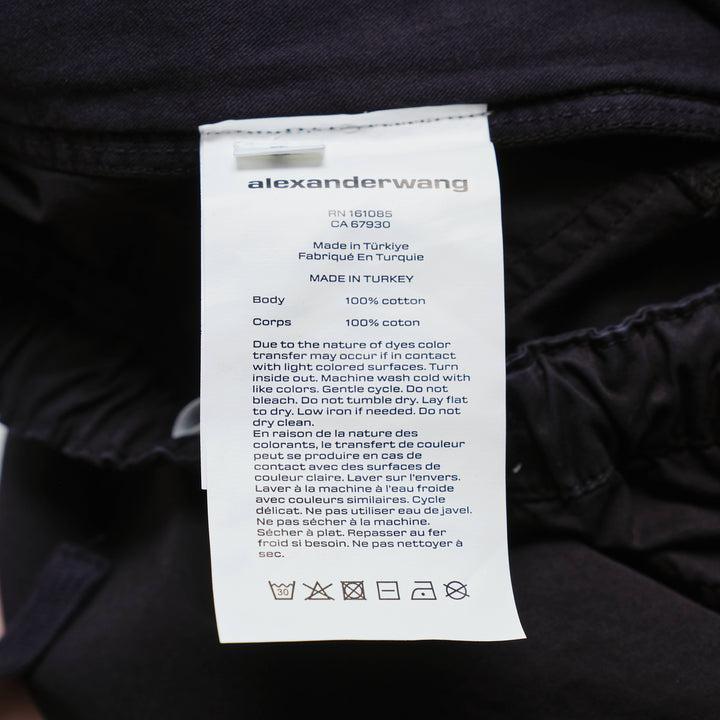 alexanderwang
RN 161085
CA 67930
Made in Türkiye
Fabriqué En Turquie
MADE IN TURKEY
Body 100% cotton
Corps 100% coton
Due to the nature of dyes color
transfer may occur if in contact
with light colored surfaces. Turn
inside out. Machine wash cold with
like colors. Gentle cycle. Do not
bleach. Do not tumble dry. Lay flat
to dry. Low iron if needed. Do not
dry clean.
En raison de la nature des
colorants, le transfert de couleur
peut se produire en cas de
contact avec des surfaces de
couleur claire. Laver sur l'envers.
Laver à la machine à l'eau froide
avec couleurs similaires. Cycle
délicat. Ne pas utiliser eau de javel.
Ne pas sécher à la machine.
Sécher à plat. Repasser au fer
froid si besoin. Ne pas nettoyer à
sec.
30